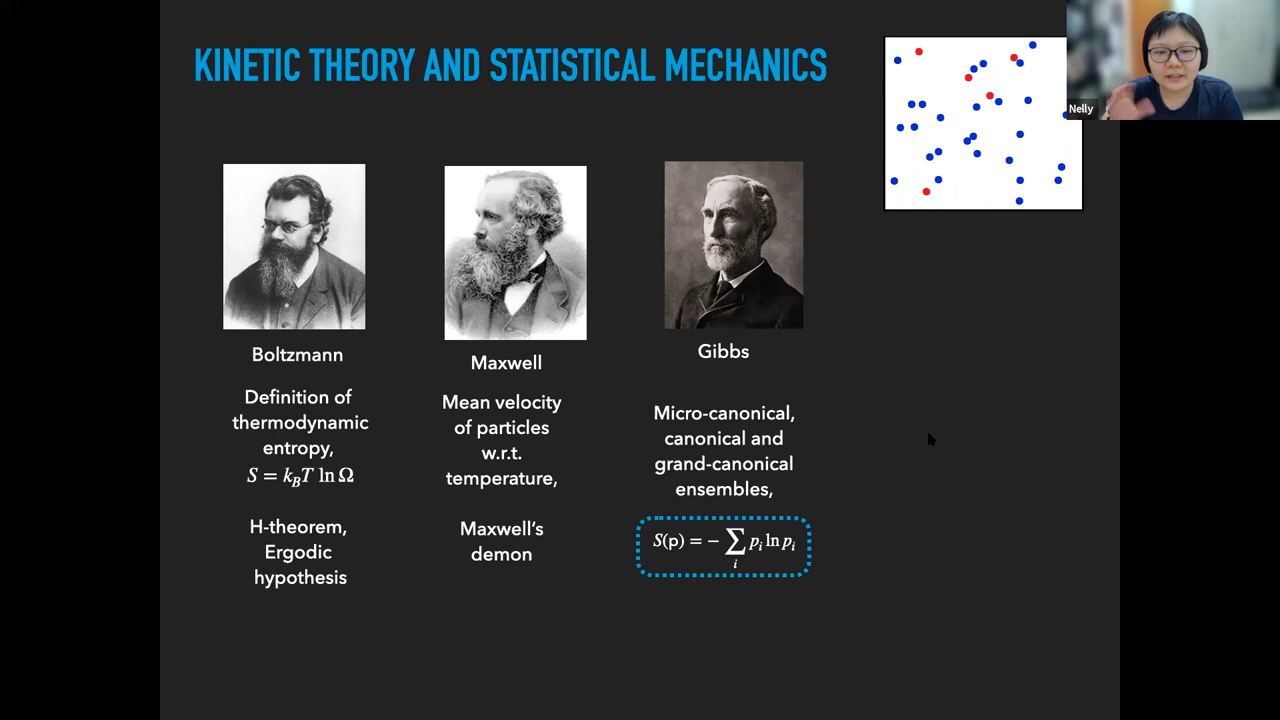 KINETIC THEORY AND STATISTICAL MECHANICS
Nelly
Boltzmann
Definition of
thermodynamic
entropy,
S = k_B T ln Ω
H-theorem,
Ergodic
hypothesis
Maxwell
Mean velocity
of particles
w.r.t.
temperature,
Maxwell's
demon
Gibbs
Micro-canonical,
canonical and
grand-canonical
ensembles,
S(p) = − ∑_i p_i ln p_i